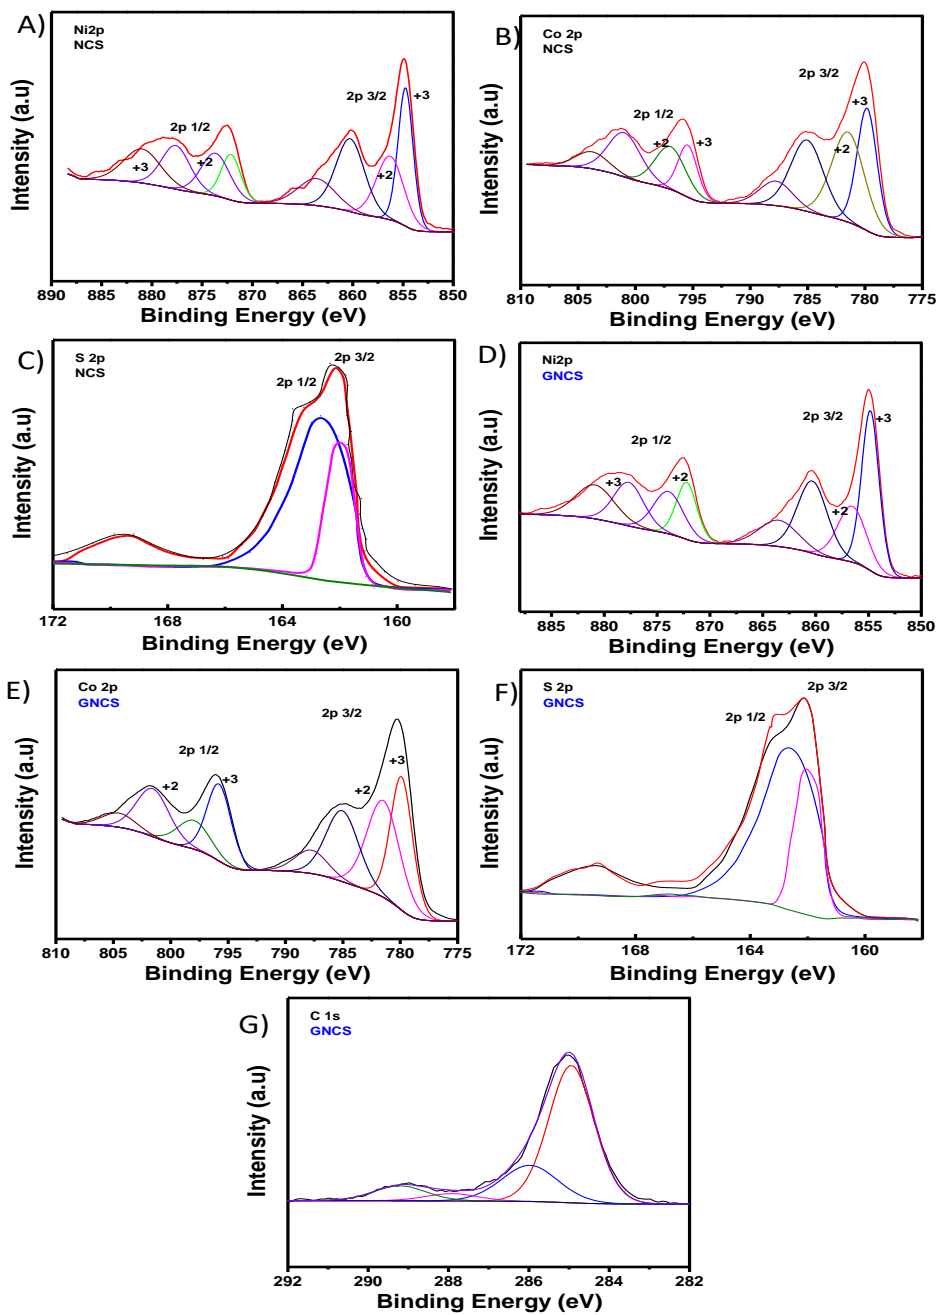 A)
Ni2p
NCS
2p 3/2
+3
2p 1/2
+3
+2
+2
Intensity (a.u)
890 885 880 875 870 865 860 855 850
Binding Energy (eV)
B)
Co 2p
NCS
2p 3/2
+3
2p 1/2
+2
+3
+2
Intensity (a.u)
810 805 800 795 790 785 780 775
Binding Energy (eV)
C)
S 2p
NCS
2p 3/2
2p 1/2
Intensity (a.u)
172 168 164 160
Binding Energy (eV)
D)
Ni2p
GNCS
2p 3/2
+3
2p 1/2
+3
+2
+2
Intensity (a.u)
885 880 875 870 865 860 855 850
Binding Energy (eV)
E)
Co 2p
GNCS
2p 3/2
2p 1/2
+2
+3
+2
+3
Intensity (a.u)
810 805 800 795 790 785 780 775
Binding Energy (eV)
F)
S 2p
GNCS
2p 3/2
2p 1/2
Intensity (a.u)
172 168 164 160
Binding Energy (eV)
G)
C 1s
GNCS
Intensity (a.u)
292 290 288 286 284 282
Binding Energy (eV)